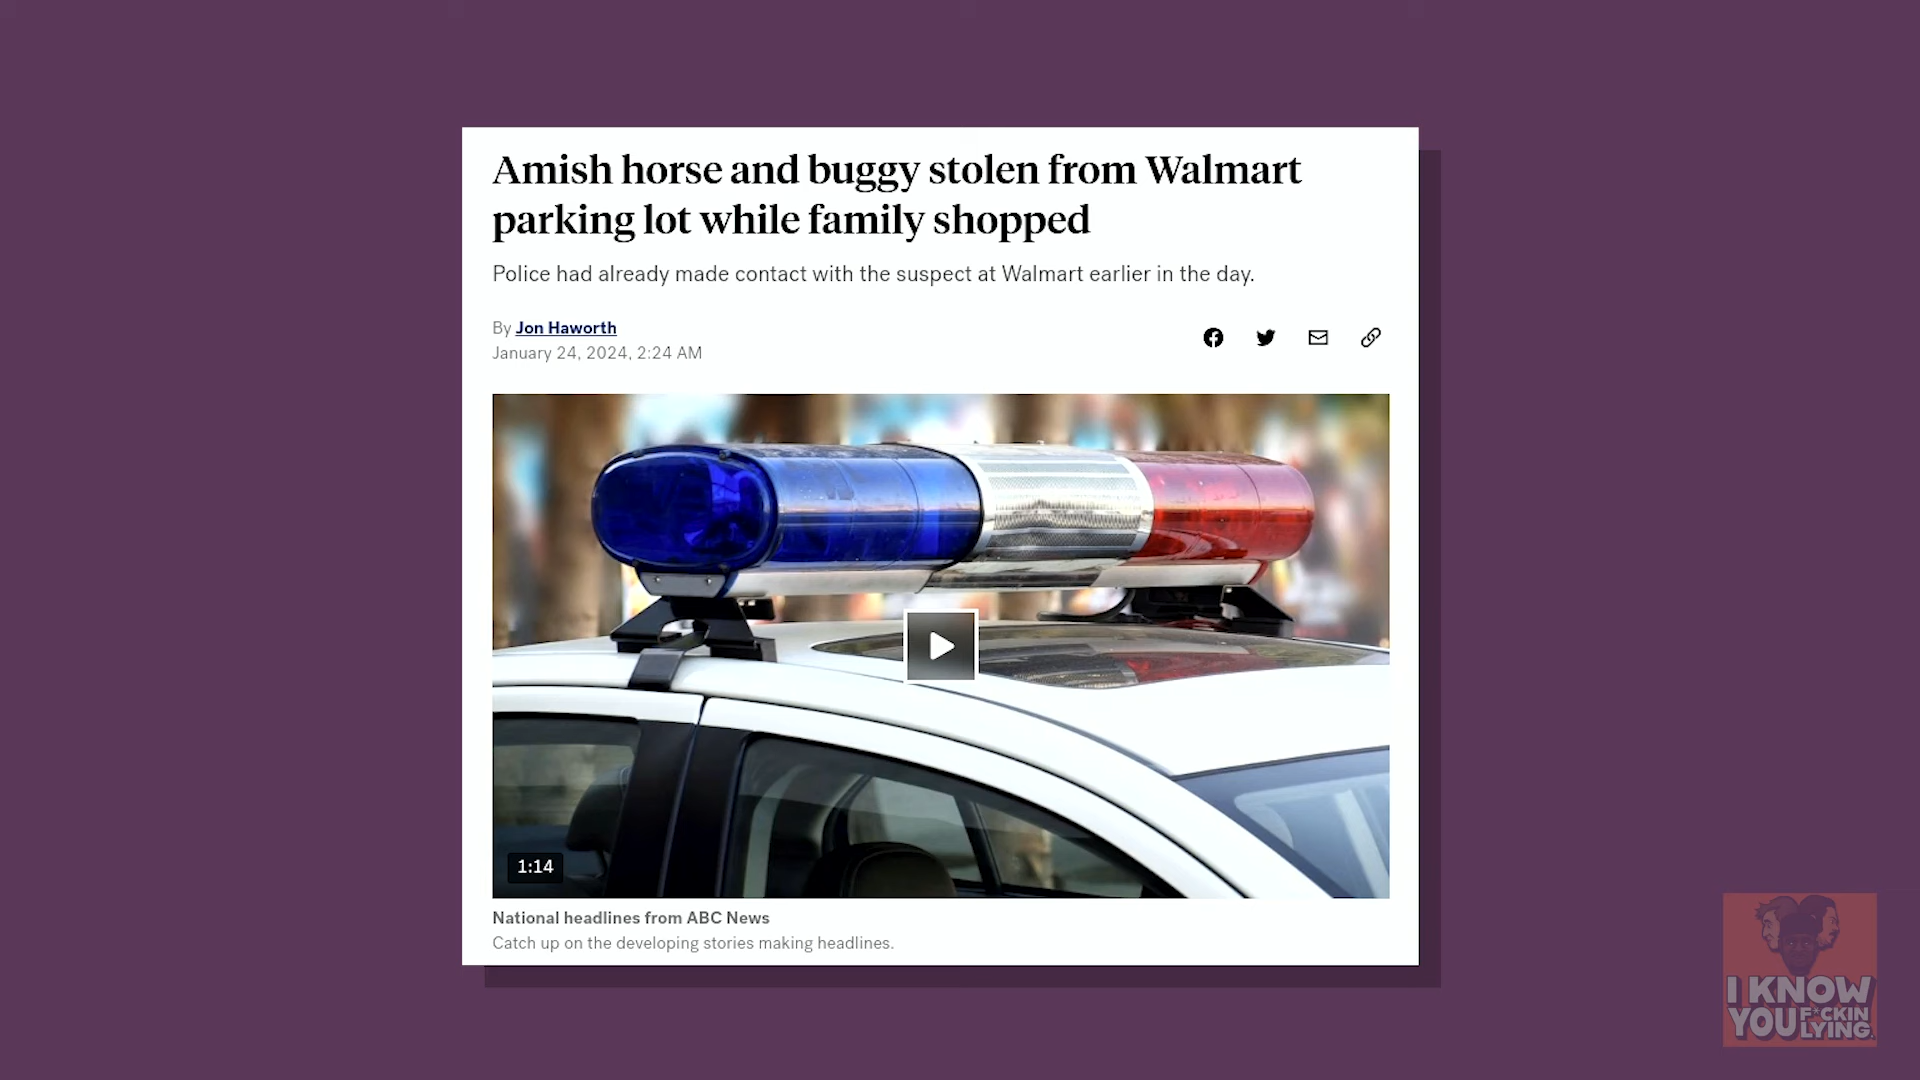 Amish horse and buggy stolen from Walmart
parking lot while family shopped
Police had already made contact with the suspect at Walmart earlier in the day.
By Jon Haworth
January 24, 2024, 2:24 AM
1:14
National headlines from ABC News
Catch up on the developing stories making headlines.
I KNOW
YOU F*CKIN
LYING.